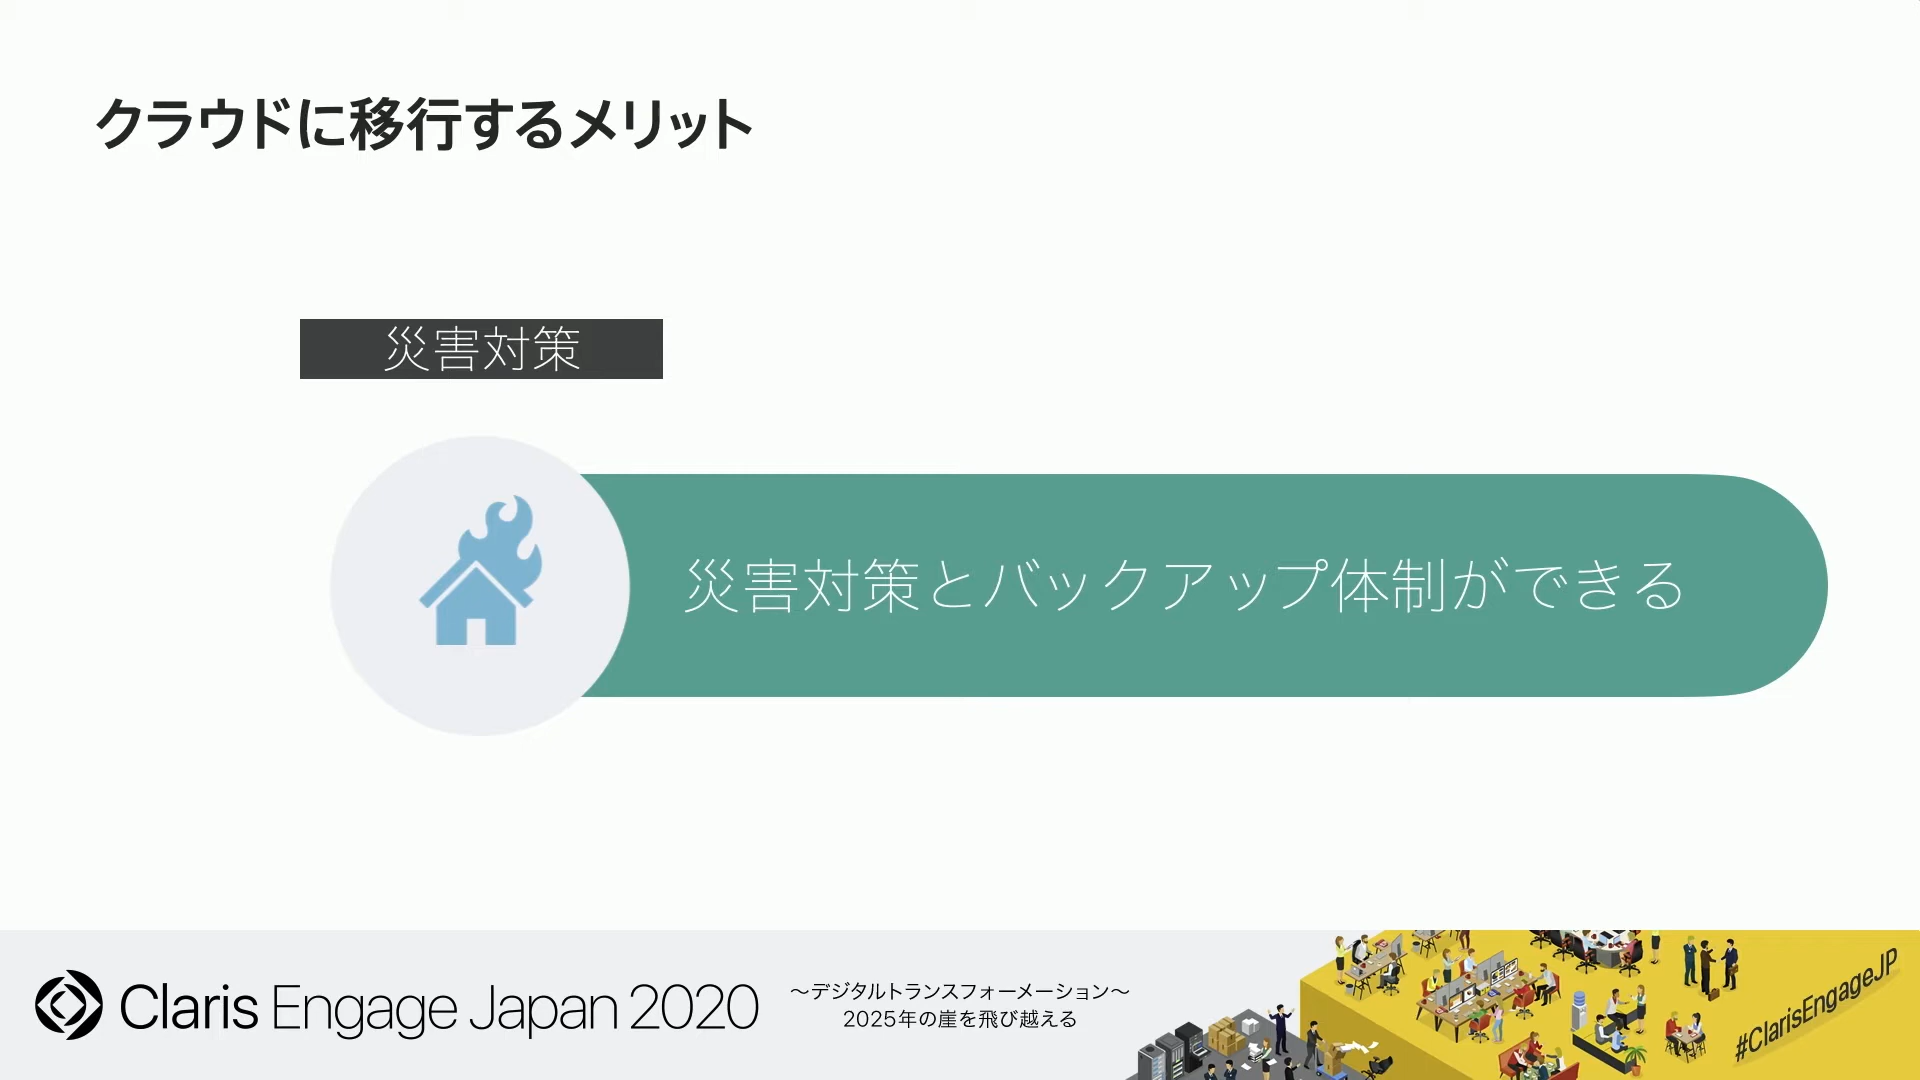 クラウドに移行するメリット
災害対策
災害対策とバックアップ体制ができる
Claris Engage Japan 2020
〜デジタルトランスフォーメーション〜
2025年の崖を飛び越える
#ClarisEngageJP